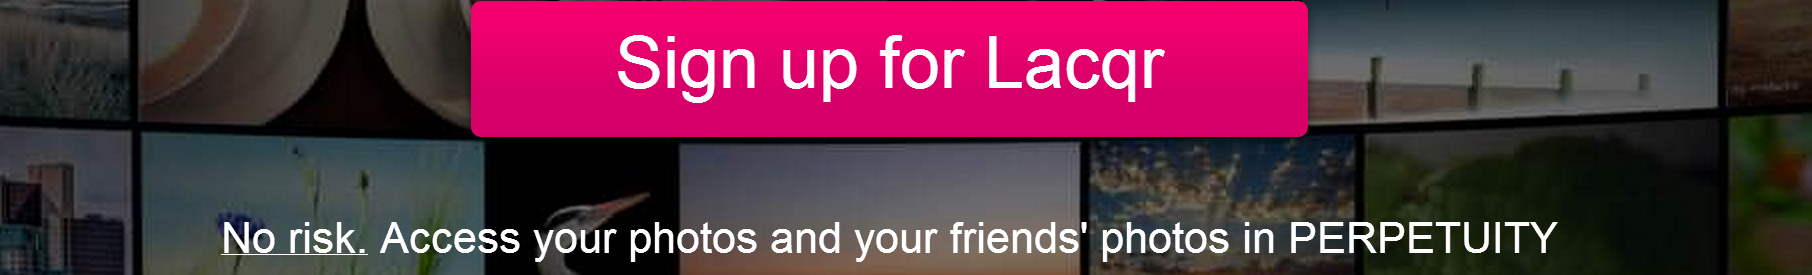 Sign up for Lacqr
No risk. Access your photos and your friends' photos in PERPETUITY